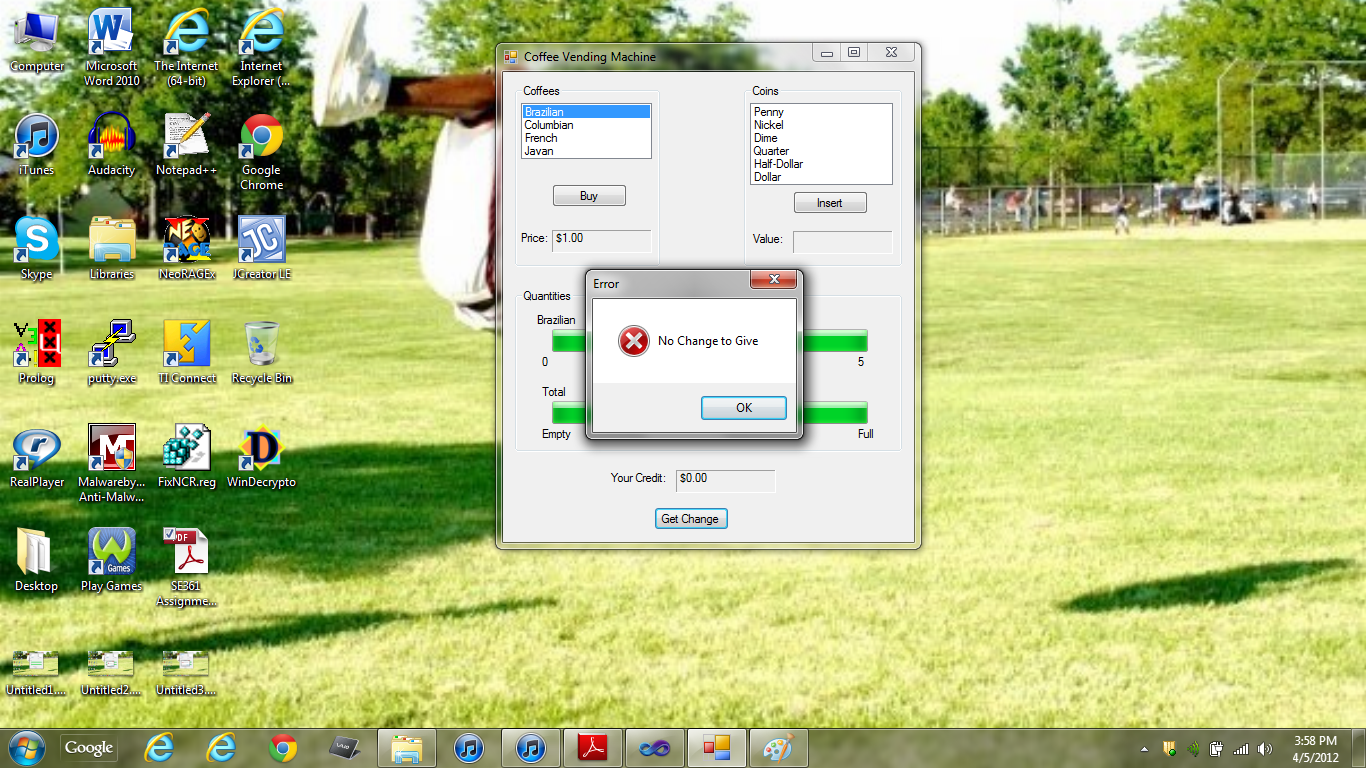 Computer
Microsoft
Word 2010
The Internet
(64-bit)
Internet
Explorer (...
iTunes
Audacity
Notepad++
Google
Chrome
Skype
Libraries
NeoRAGEx
JCreator LE
Prolog
putty.exe
TI Connect
Recycle Bin
RealPlayer
Malwareby...
Anti-Malw...
FixNCR.reg
WinDecrypto
Desktop
Play Games
SE361
Assignme...
Untitled1....
Untitled2....
Untitled3....
Coffee Vending Machine
Coffees
Brazilian
Columbian
French
Javan
Buy
Price: $1.00
Coins
Penny
Nickel
Dime
Quarter
Half-Dollar
Dollar
Insert
Value:
Quantities
Brazilian
0 5
Total
Empty Full
Error
No Change to Give
OK
Your Credit: $0.00
Get Change
Google
3:58 PM
4/5/2012